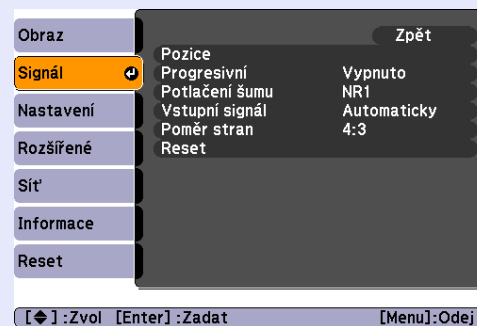 Obraz
Signál
Nastavení
Rozšířené
Síť
Informace
Reset
Zpět
Pozice
Progresivní Vypnuto
Potlačení šumu NR1
Vstupní signál Automaticky
Poměr stran 4:3
Reset
[◆]:Zvol [Enter]:Zadat [Menu]:Odej